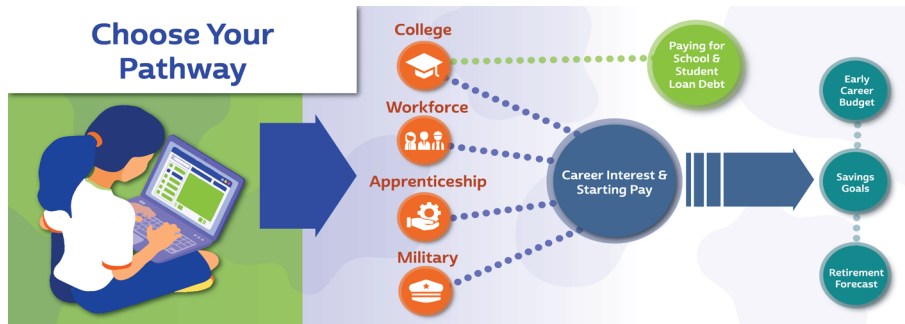 Choose Your
Pathway
College
Workforce
Apprenticeship
Military
Paying for
School &
Student
Loan Debt
Career Interest &
Starting Pay
Early
Career
Budget
Savings
Goals
Retirement
Forecast